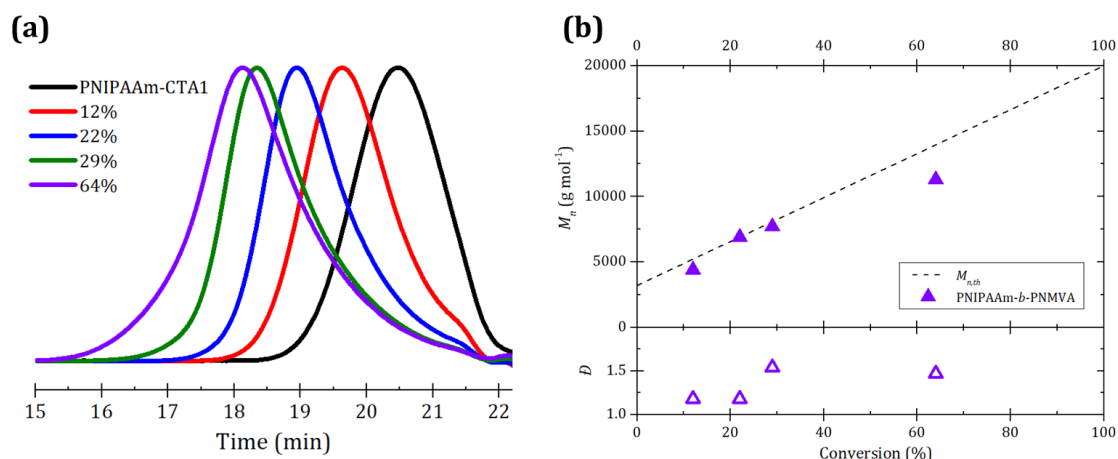 (a)
PNIPAAm-CTA1
12%
22%
29%
64%
15 16 17 18 19 20 21 22
Time (min)
(b)
0 20 40 60 80 100
20000
15000
10000
5000
0
Mn (g mol-1)
Mn,th
PNIPAAm-b-PNMVA
1.5
1.0
Đ
0 20 40 60 80 100
Conversion (%)